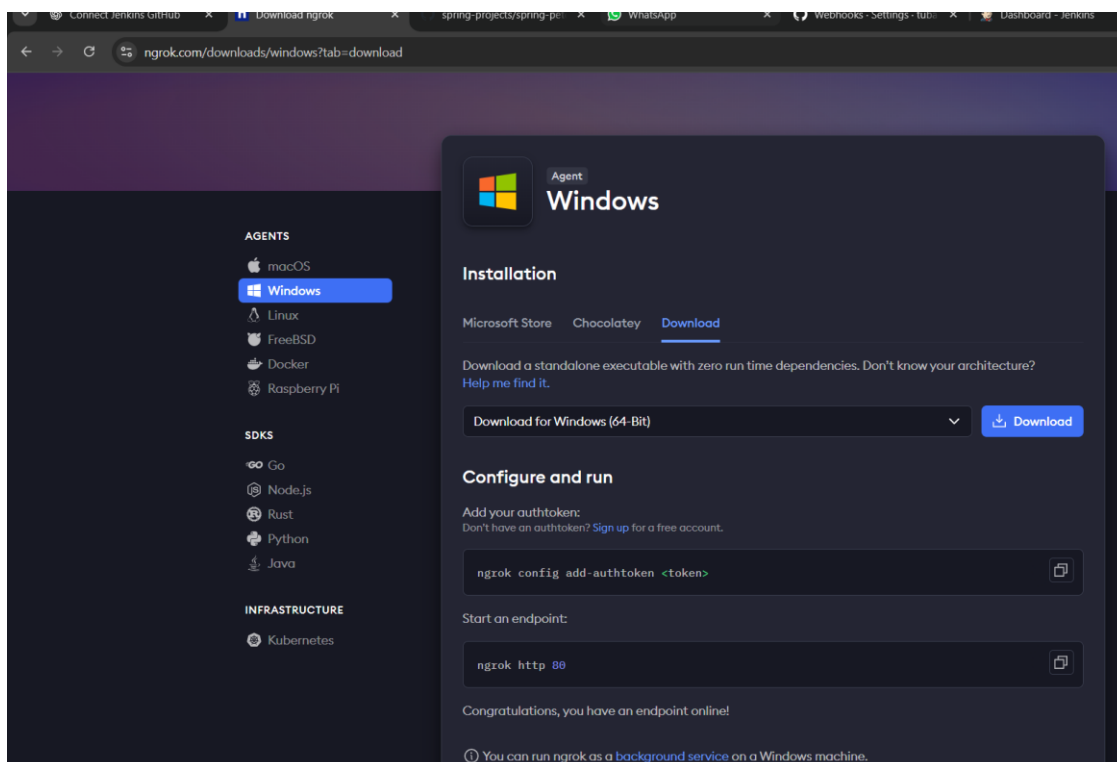 Connect Jenkins GitHub
Download ngrok
spring-projects/spring-pet
WhatsApp
Webhooks - Settings - tuba
Dashboard - Jenkins
ngrok.com/downloads/windows?tab=download
Agent
Windows
AGENTS
macOS
Windows
Linux
FreeBSD
Docker
Raspberry Pi
SDKS
GO Go
Node.js
Rust
Python
Java
INFRASTRUCTURE
Kubernetes
Installation
Microsoft Store Chocolatey Download
Download a standalone executable with zero run time dependencies. Don't know your architecture?
Help me find it.
Download for Windows (64-Bit)
Download
Configure and run
Add your authtoken:
Don't have an authtoken? Sign up for a free account.
ngrok config add-authtoken <token>
Start an endpoint:
ngrok http 80
Congratulations, you have an endpoint online!
You can run ngrok as a background service on a Windows machine.